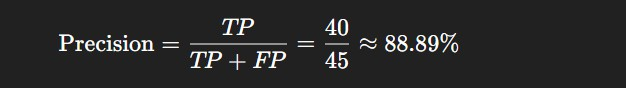 Precision = TP / (TP + FP) = 40 / 45 ≈ 88.89%